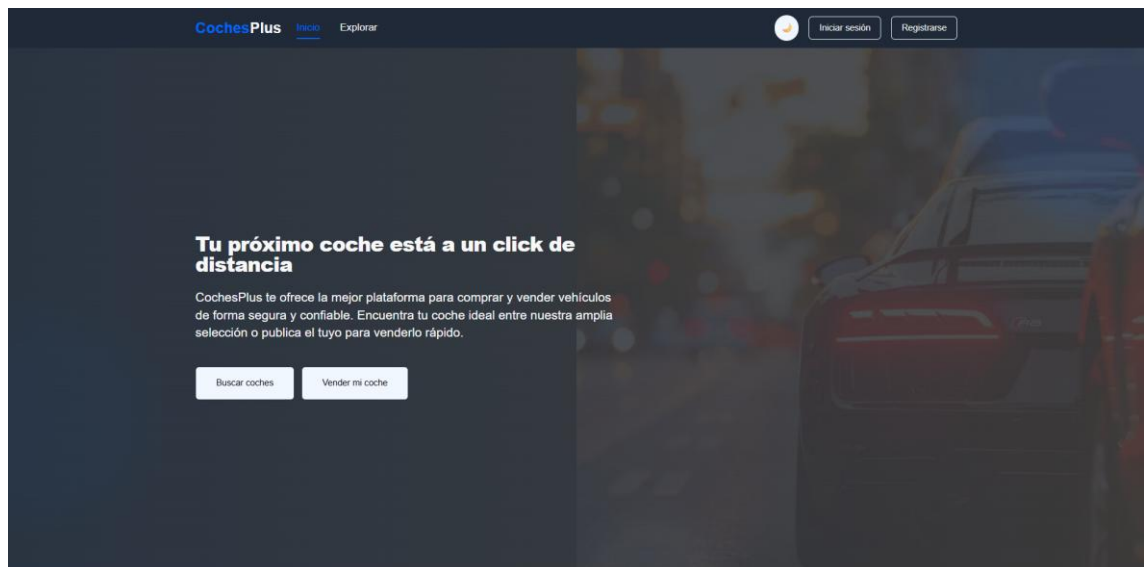 CochesPlus Inicio Explorar Iniciar sesión Registrarse
Tu próximo coche está a un click de
distancia
CochesPlus te ofrece la mejor plataforma para comprar y vender vehículos
de forma segura y confiable. Encuentra tu coche ideal entre nuestra amplia
selección o publica el tuyo para venderlo rápido.
Buscar coches Vender mi coche